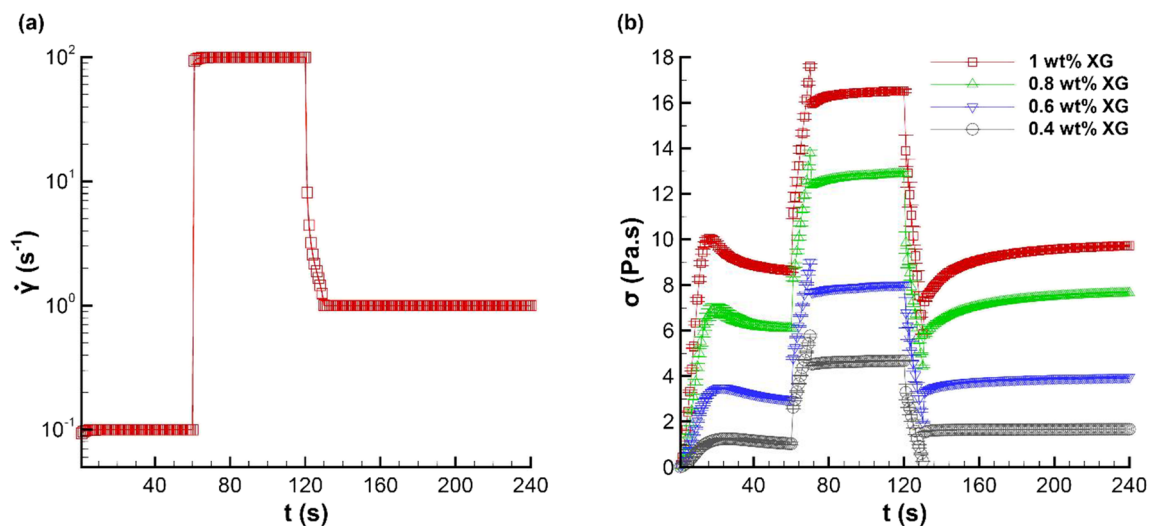 (a)
10²
10¹
10⁰
10⁻¹
γ̇ (s⁻¹)
40 80 120 160 200 240
t (s)
(b)
18
16
14
12
10
8
6
4
2
0
σ (Pa.s)
1 wt% XG
0.8 wt% XG
0.6 wt% XG
0.4 wt% XG
40 80 120 160 200 240
t (s)